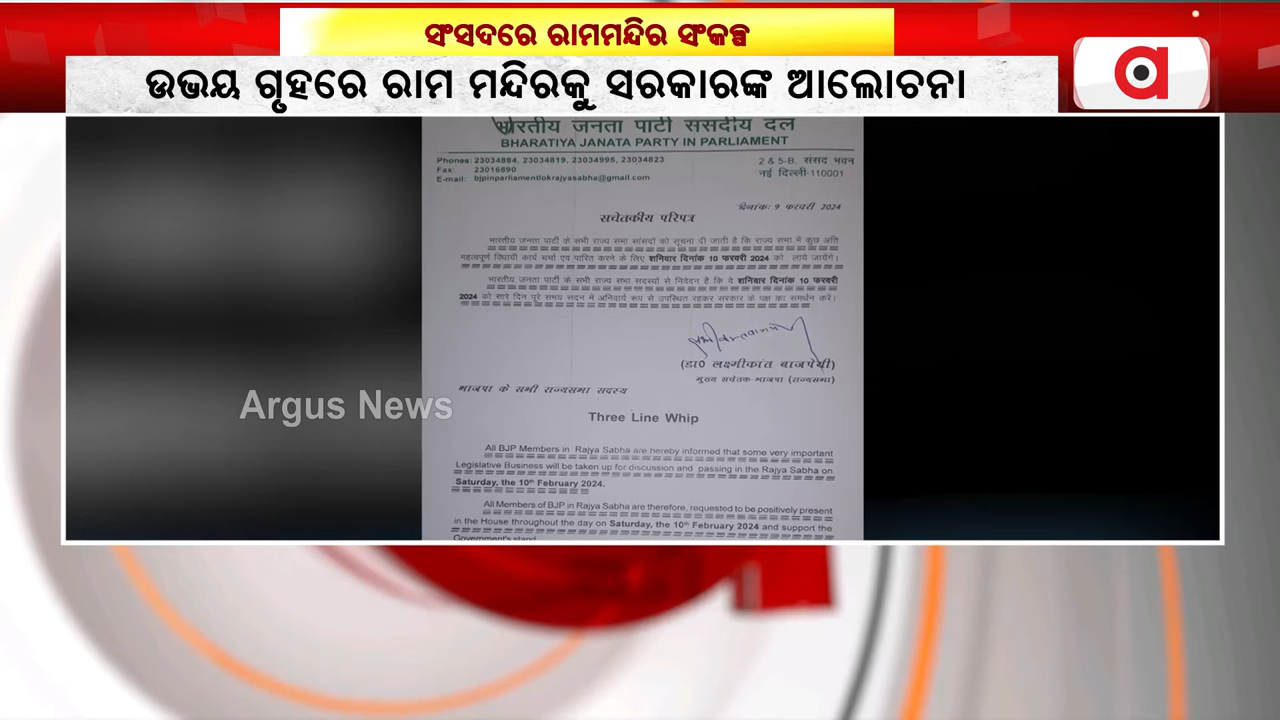 ସଂସଦରେ ରାମମନ୍ଦିର ସଂକଳ୍ପ
ଉଭୟ ଗୃହରେ ରାମ ମନ୍ଦିରକୁ ସରକାରଙ୍କ ଆଲୋଚନା
a
भारतीय जनता पार्टी संसदीय दल
BHARATIYA JANATA PARTY IN PARLIAMENT
Phones: 23034884, 23034819, 23034995, 23034823
Fax: 23016890
E-mail: bjpinparliamentlokrajyasabha@gmail.com
2 & 5-B, संसद भवन
नई दिल्ली-110001
दिनांक: 9 फरवरी 2024
सचेतकीय परिपत्र
भारतीय जनता पार्टी के सभी राज्य सभा सांसदों को सूचना दी जाती है कि राज्य सभा में कुछ अति
महत्वपूर्ण विधायी कार्य चर्चा एवं पारित करने के लिए शनिवार दिनांक 10 फरवरी 2024 को लाये जायेंगे।
भारतीय जनता पार्टी के सभी राज्य सभा सदस्यों से निवेदन है कि वे शनिवार दिनांक 10 फरवरी
2024 को सारे दिन पूरे समय सदन में अनिवार्य रूप से उपस्थित रहकर सरकार के पक्ष का समर्थन करें।
(डा0 लक्ष्मीकांत बाजपेयी)
मुख्य सचेतक-भाजपा (राज्यसभा)
भाजपा के सभी राज्यसभा सदस्य
Argus News
Three Line Whip
All BJP Members in Rajya Sabha are hereby informed that some very important
Legislative Business will be taken up for discussion and passing in the Rajya Sabha on
Saturday, the 10th February 2024.
All Members of BJP in Rajya Sabha are therefore, requested to be positively present
in the House throughout the day on Saturday, the 10th February 2024 and support the
Government's stand